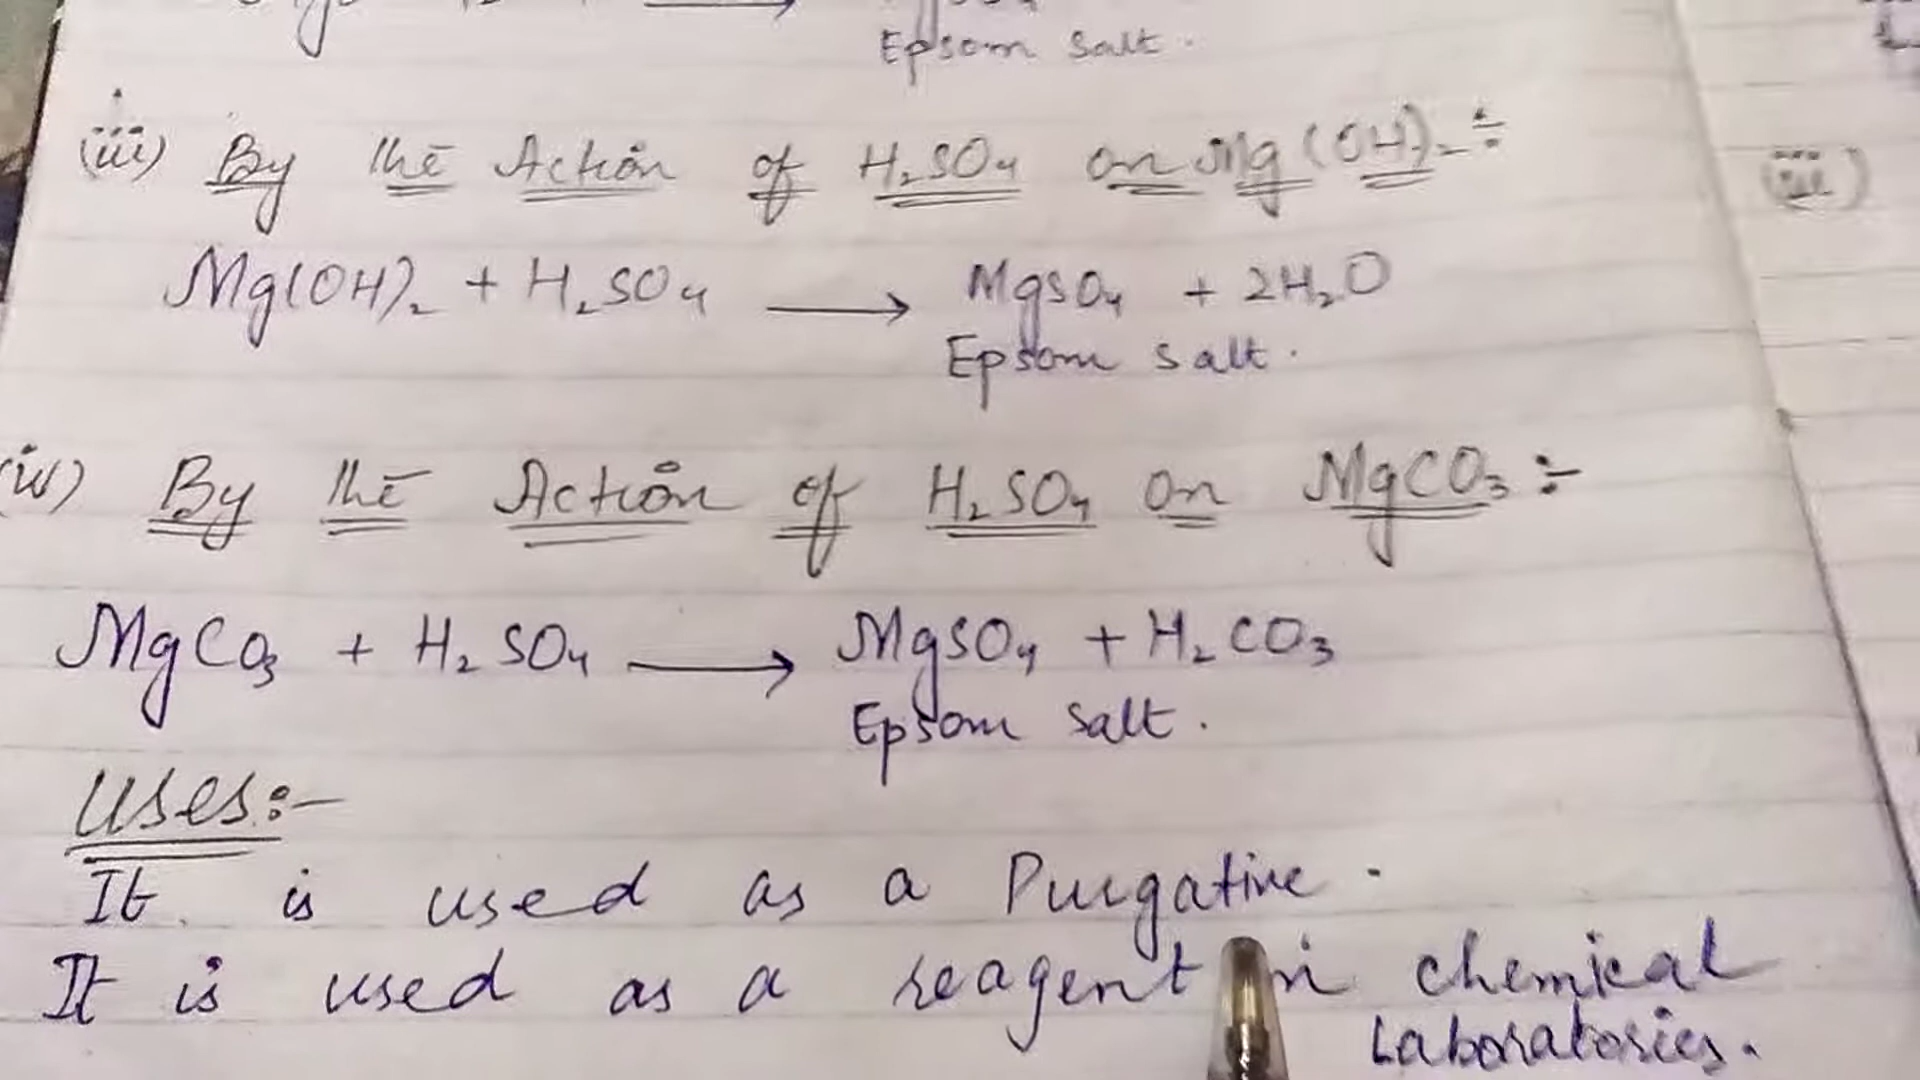 Epsom Salt.
(iii) By the Action of H₂SO₄ on Mg(OH)₂:-
Mg(OH)₂ + H₂SO₄ ⟶ MgSO₄ + 2H₂O
Epsom Salt.
(iv) By the Action of H₂SO₄ on MgCO₃:-
MgCO₃ + H₂SO₄ ⟶ MgSO₄ + H₂CO₃
Epsom Salt.
Uses:-
It is used as a Purgative.
It is used as a reagent in chemical
Laboratories.
(iii)